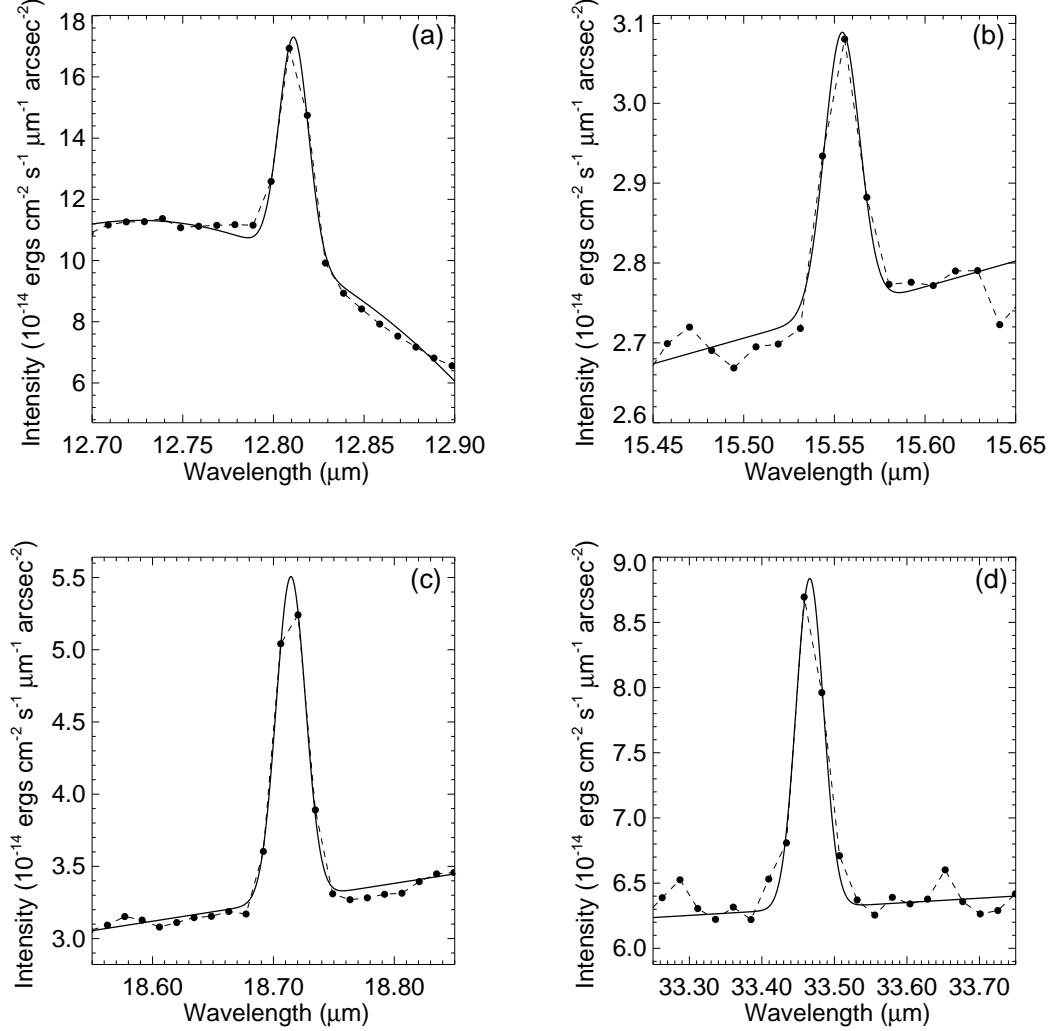 (a)
Intensity (10⁻¹⁴ ergs cm⁻² s⁻¹ μm⁻¹ arcsec⁻²)
18
16
14
12
10
8
6
12.70 12.75 12.80 12.85 12.90
Wavelength (μm)
(b)
Intensity (10⁻¹⁴ ergs cm⁻² s⁻¹ μm⁻¹ arcsec⁻²)
3.1
3.0
2.9
2.8
2.7
2.6
15.45 15.50 15.55 15.60 15.65
Wavelength (μm)
(c)
Intensity (10⁻¹⁴ ergs cm⁻² s⁻¹ μm⁻¹ arcsec⁻²)
5.5
5.0
4.5
4.0
3.5
3.0
18.60 18.70 18.80
Wavelength (μm)
(d)
Intensity (10⁻¹⁴ ergs cm⁻² s⁻¹ μm⁻¹ arcsec⁻²)
9.0
8.5
8.0
7.5
7.0
6.5
6.0
33.30 33.40 33.50 33.60 33.70
Wavelength (μm)